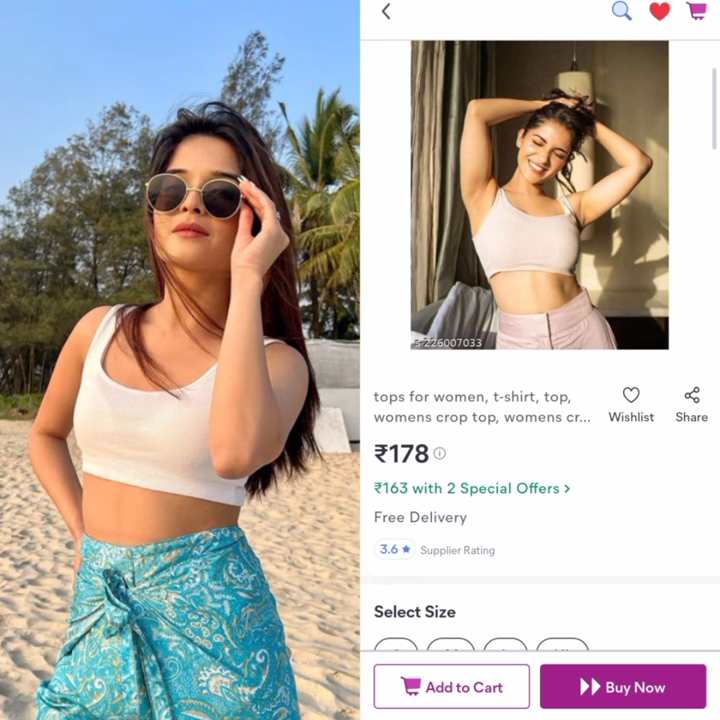 S-226007033
tops for women, t-shirt, top,
womens crop top, womens cr...
Wishlist
Share
₹178
₹163 with 2 Special Offers >
Free Delivery
3.6 ★ Supplier Rating
Select Size
Add to Cart
Buy Now